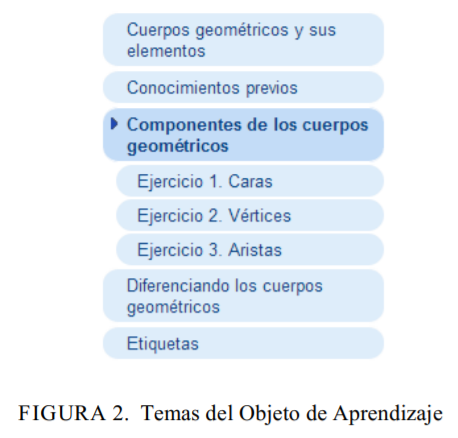 Cuerpos geométricos y sus
elementos
Conocimientos previos
Componentes de los cuerpos
geométricos
Ejercicio 1. Caras
Ejercicio 2. Vértices
Ejercicio 3. Aristas
Diferenciando los cuerpos
geométricos
Etiquetas
FIGURA 2. Temas del Objeto de Aprendizaje